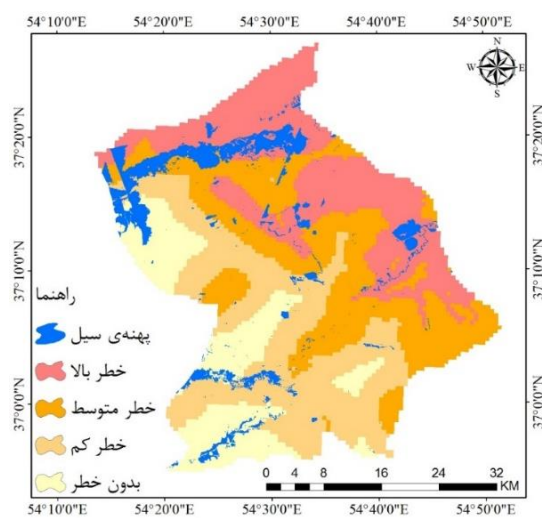 54°10'0"E 54°20'0"E 54°30'0"E 54°40'0"E 54°50'0"E
N
W E
S
37°20'0"N 37°20'0"N
37°10'0"N 37°10'0"N
37°0'0"N 37°0'0"N
راهنما
پهنه‌ی سیل
خطر بالا
خطر متوسط
خطر کم
بدون خطر
0 4 8 16 24 32
KM
54°10'0"E 54°20'0"E 54°30'0"E 54°40'0"E 54°50'0"E